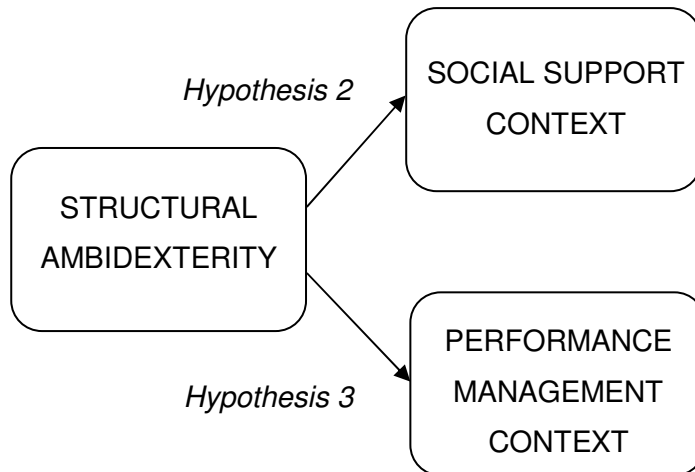 Hypothesis 2
SOCIAL SUPPORT
CONTEXT
STRUCTURAL
AMBIDEXTERITY
PERFORMANCE
MANAGEMENT
CONTEXT
Hypothesis 3